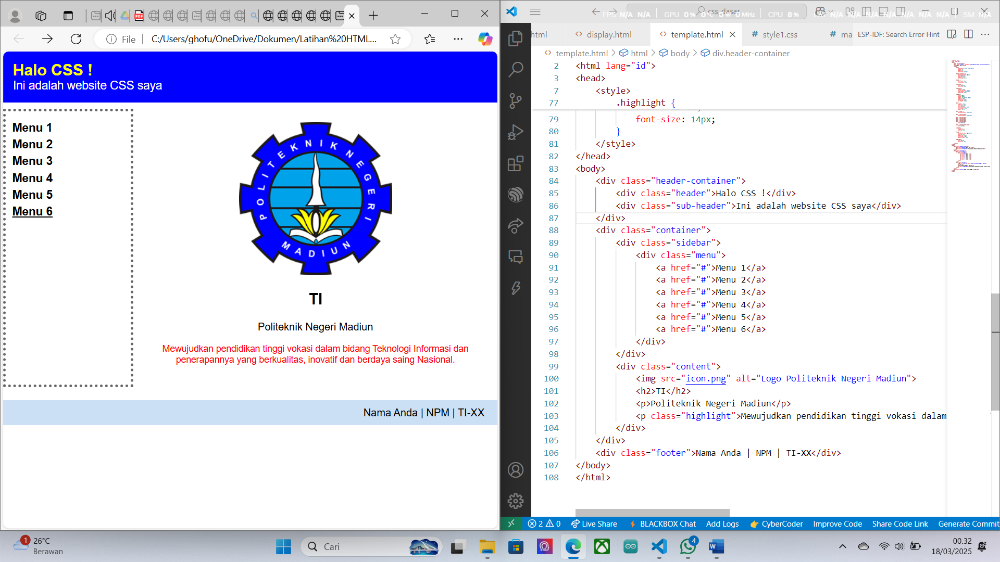 File
C:/Users/ghofu/OneDrive/Dokumen/Latihan%20HTML...
Halo CSS !
Ini adalah website CSS saya
Menu 1
Menu 2
Menu 3
Menu 4
Menu 5
Menu 6
POLITEKNIK NEGERI
MADIUN
TI
Politeknik Negeri Madiun
Mewujudkan pendidikan tinggi vokasi dalam bidang Teknologi Informasi dan
penerapannya yang berkualitas, inovatif dan berdaya saing Nasional.
Nama Anda | NPM | TI-XX
css_dasar
FPS N/A N/A GPU 0% 0°C 0W 0MHz CPU 8% N/A N/A N/A N/A N/A N/A N/A SM N/A
html display.html template.html # style1.css # ma ESP-IDF: Search Error Hint
template.html > html > body > div.header-container
2 <html lang="id">
3 <head>
7 <style>
77 .highlight {
79 font-size: 14px;
80 }
81 </style>
82 </head>
83 <body>
84 <div class="header-container">
85 <div class="header">Halo CSS !</div>
86 <div class="sub-header">Ini adalah website CSS saya</div>
87 </div>
88 <div class="container">
89 <div class="sidebar">
90 <div class="menu">
91 <a href="#">Menu 1</a>
92 <a href="#">Menu 2</a>
93 <a href="#">Menu 3</a>
94 <a href="#">Menu 4</a>
95 <a href="#">Menu 5</a>
96 <a href="#">Menu 6</a>
97 </div>
98 </div>
99 <div class="content">
100 <img src="icon.png" alt="Logo Politeknik Negeri Madiun">
101 <h2>TI</h2>
102 <p>Politeknik Negeri Madiun</p>
103 <p class="highlight">Mewujudkan pendidikan tinggi vokasi dalam
104 </div>
105 </div>
106 <div class="footer">Nama Anda | NPM | TI-XX</div>
107 </body>
108 </html>
2 0 Live Share BLACKBOX Chat Add Logs CyberCoder Improve Code Share Code Link Generate Commit
1
26°C
Berawan
Cari
4
00.32
18/03/2025